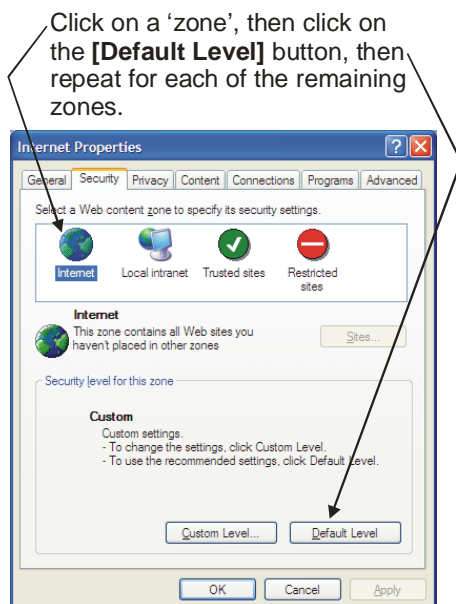 Click on a ‘zone’, then click on
the [Default Level] button, then
repeat for each of the remaining
zones.
Internet Properties
General Security Privacy Content Connections Programs Advanced
Select a Web content zone to specify its security settings.
Internet Local intranet Trusted sites Restricted
sites
Internet
This zone contains all Web sites you
haven't placed in other zones
Sites...
Security level for this zone
Custom
Custom settings.
- To change the settings, click Custom Level.
- To use the recommended settings, click Default Level.
Custom Level... Default Level
OK Cancel Apply